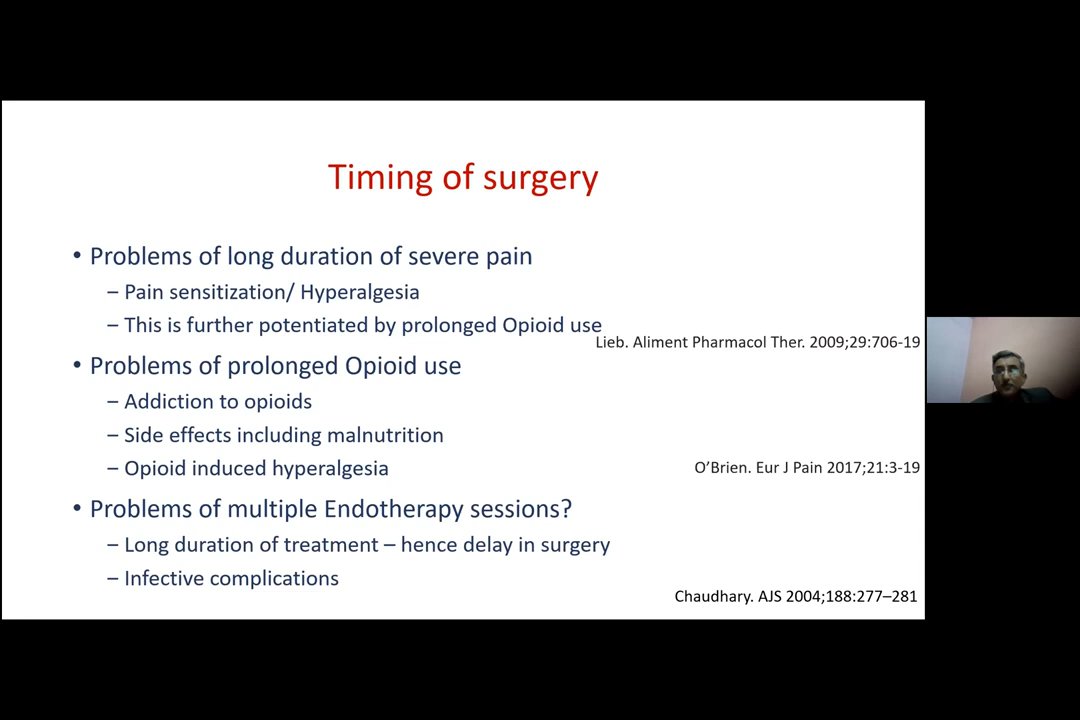 Timing of surgery
• Problems of long duration of severe pain
– Pain sensitization/ Hyperalgesia
– This is further potentiated by prolonged Opioid use
Lieb. Aliment Pharmacol Ther. 2009;29:706-19
• Problems of prolonged Opioid use
– Addiction to opioids
– Side effects including malnutrition
– Opioid induced hyperalgesia
O’Brien. Eur J Pain 2017;21:3-19
• Problems of multiple Endotherapy sessions?
– Long duration of treatment – hence delay in surgery
– Infective complications
Chaudhary. AJS 2004;188:277–281